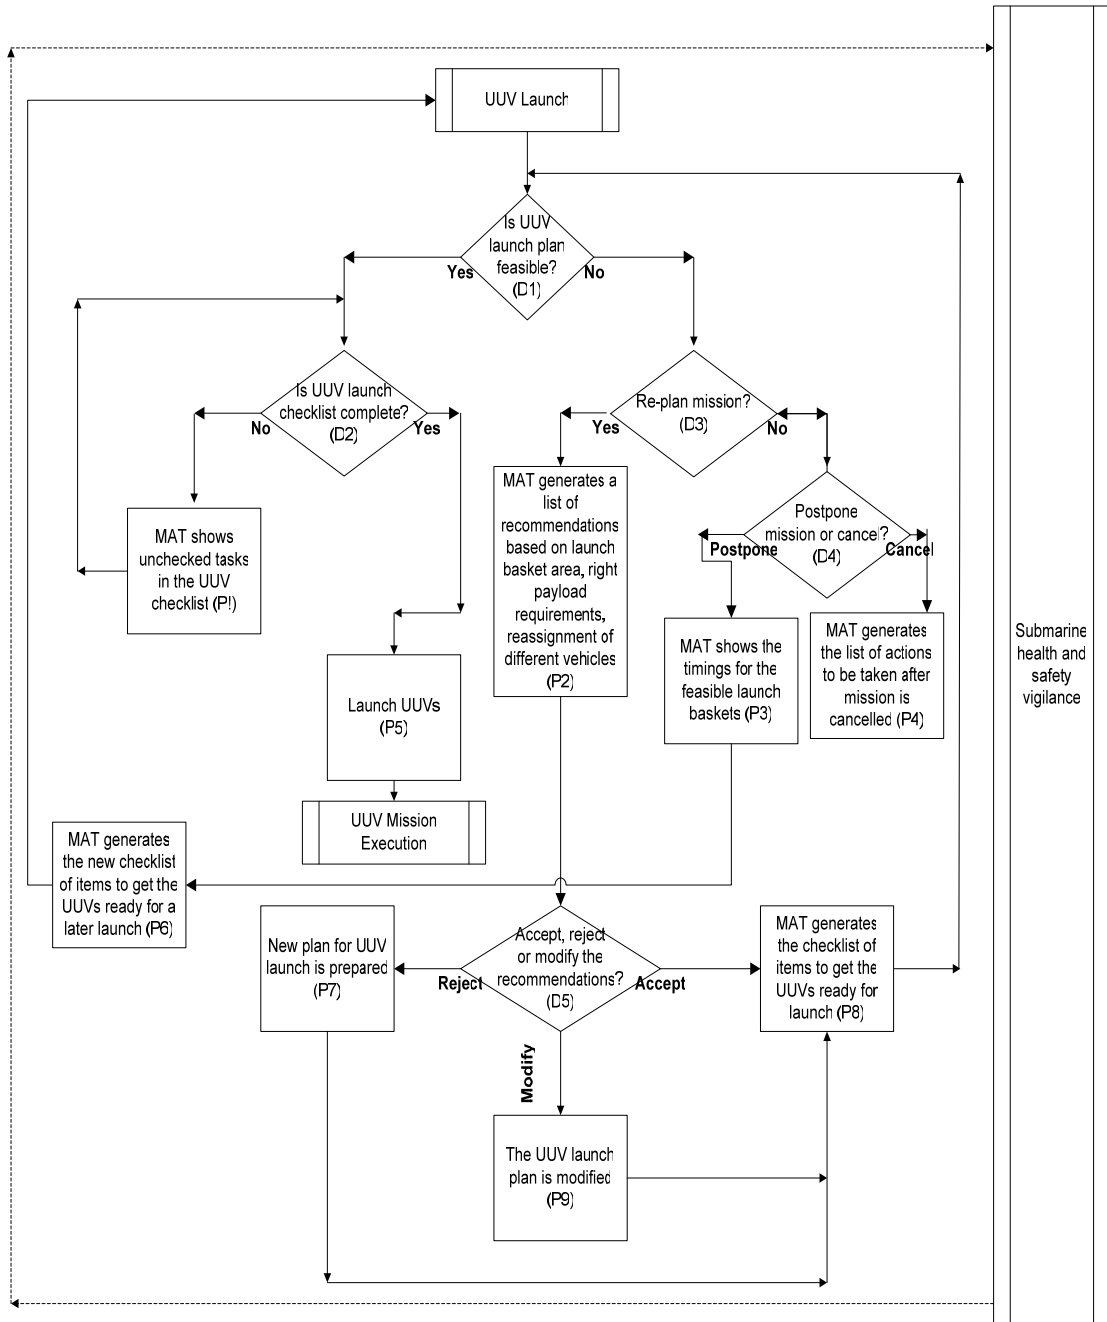 UUV Launch
Is UUV
launch plan
feasible?
(D1)
Yes
No
Is UUV launch
checklist complete?
(D2)
No
Yes
Re-plan mission?
(D3)
Yes
No
MAT shows
unchecked tasks
in the UUV
checklist (P!)
MAT generates a
list of
recommendations
based on launch
basket area, right
payload
requirements,
reassignment of
different vehicles
(P2)
Postpone
mission or cancel?
(D4)
Postpone
Cancel
MAT shows the
timings for the
feasible launch
baskets (P3)
MAT generates
the list of actions
to be taken after
mission is
cancelled (P4)
Submarine
health and
safety
vigilance
Launch UUVs
(P5)
UUV Mission
Execution
MAT generates
the new checklist
of items to get the
UUVs ready for a
later launch (P6)
New plan for UUV
launch is prepared
(P7)
Accept, reject
or modify the
recommendations?
(D5)
Reject
Accept
Modify
MAT generates
the checklist of
items to get the
UUVs ready for
launch (P8)
The UUV launch
plan is modified
(P9)